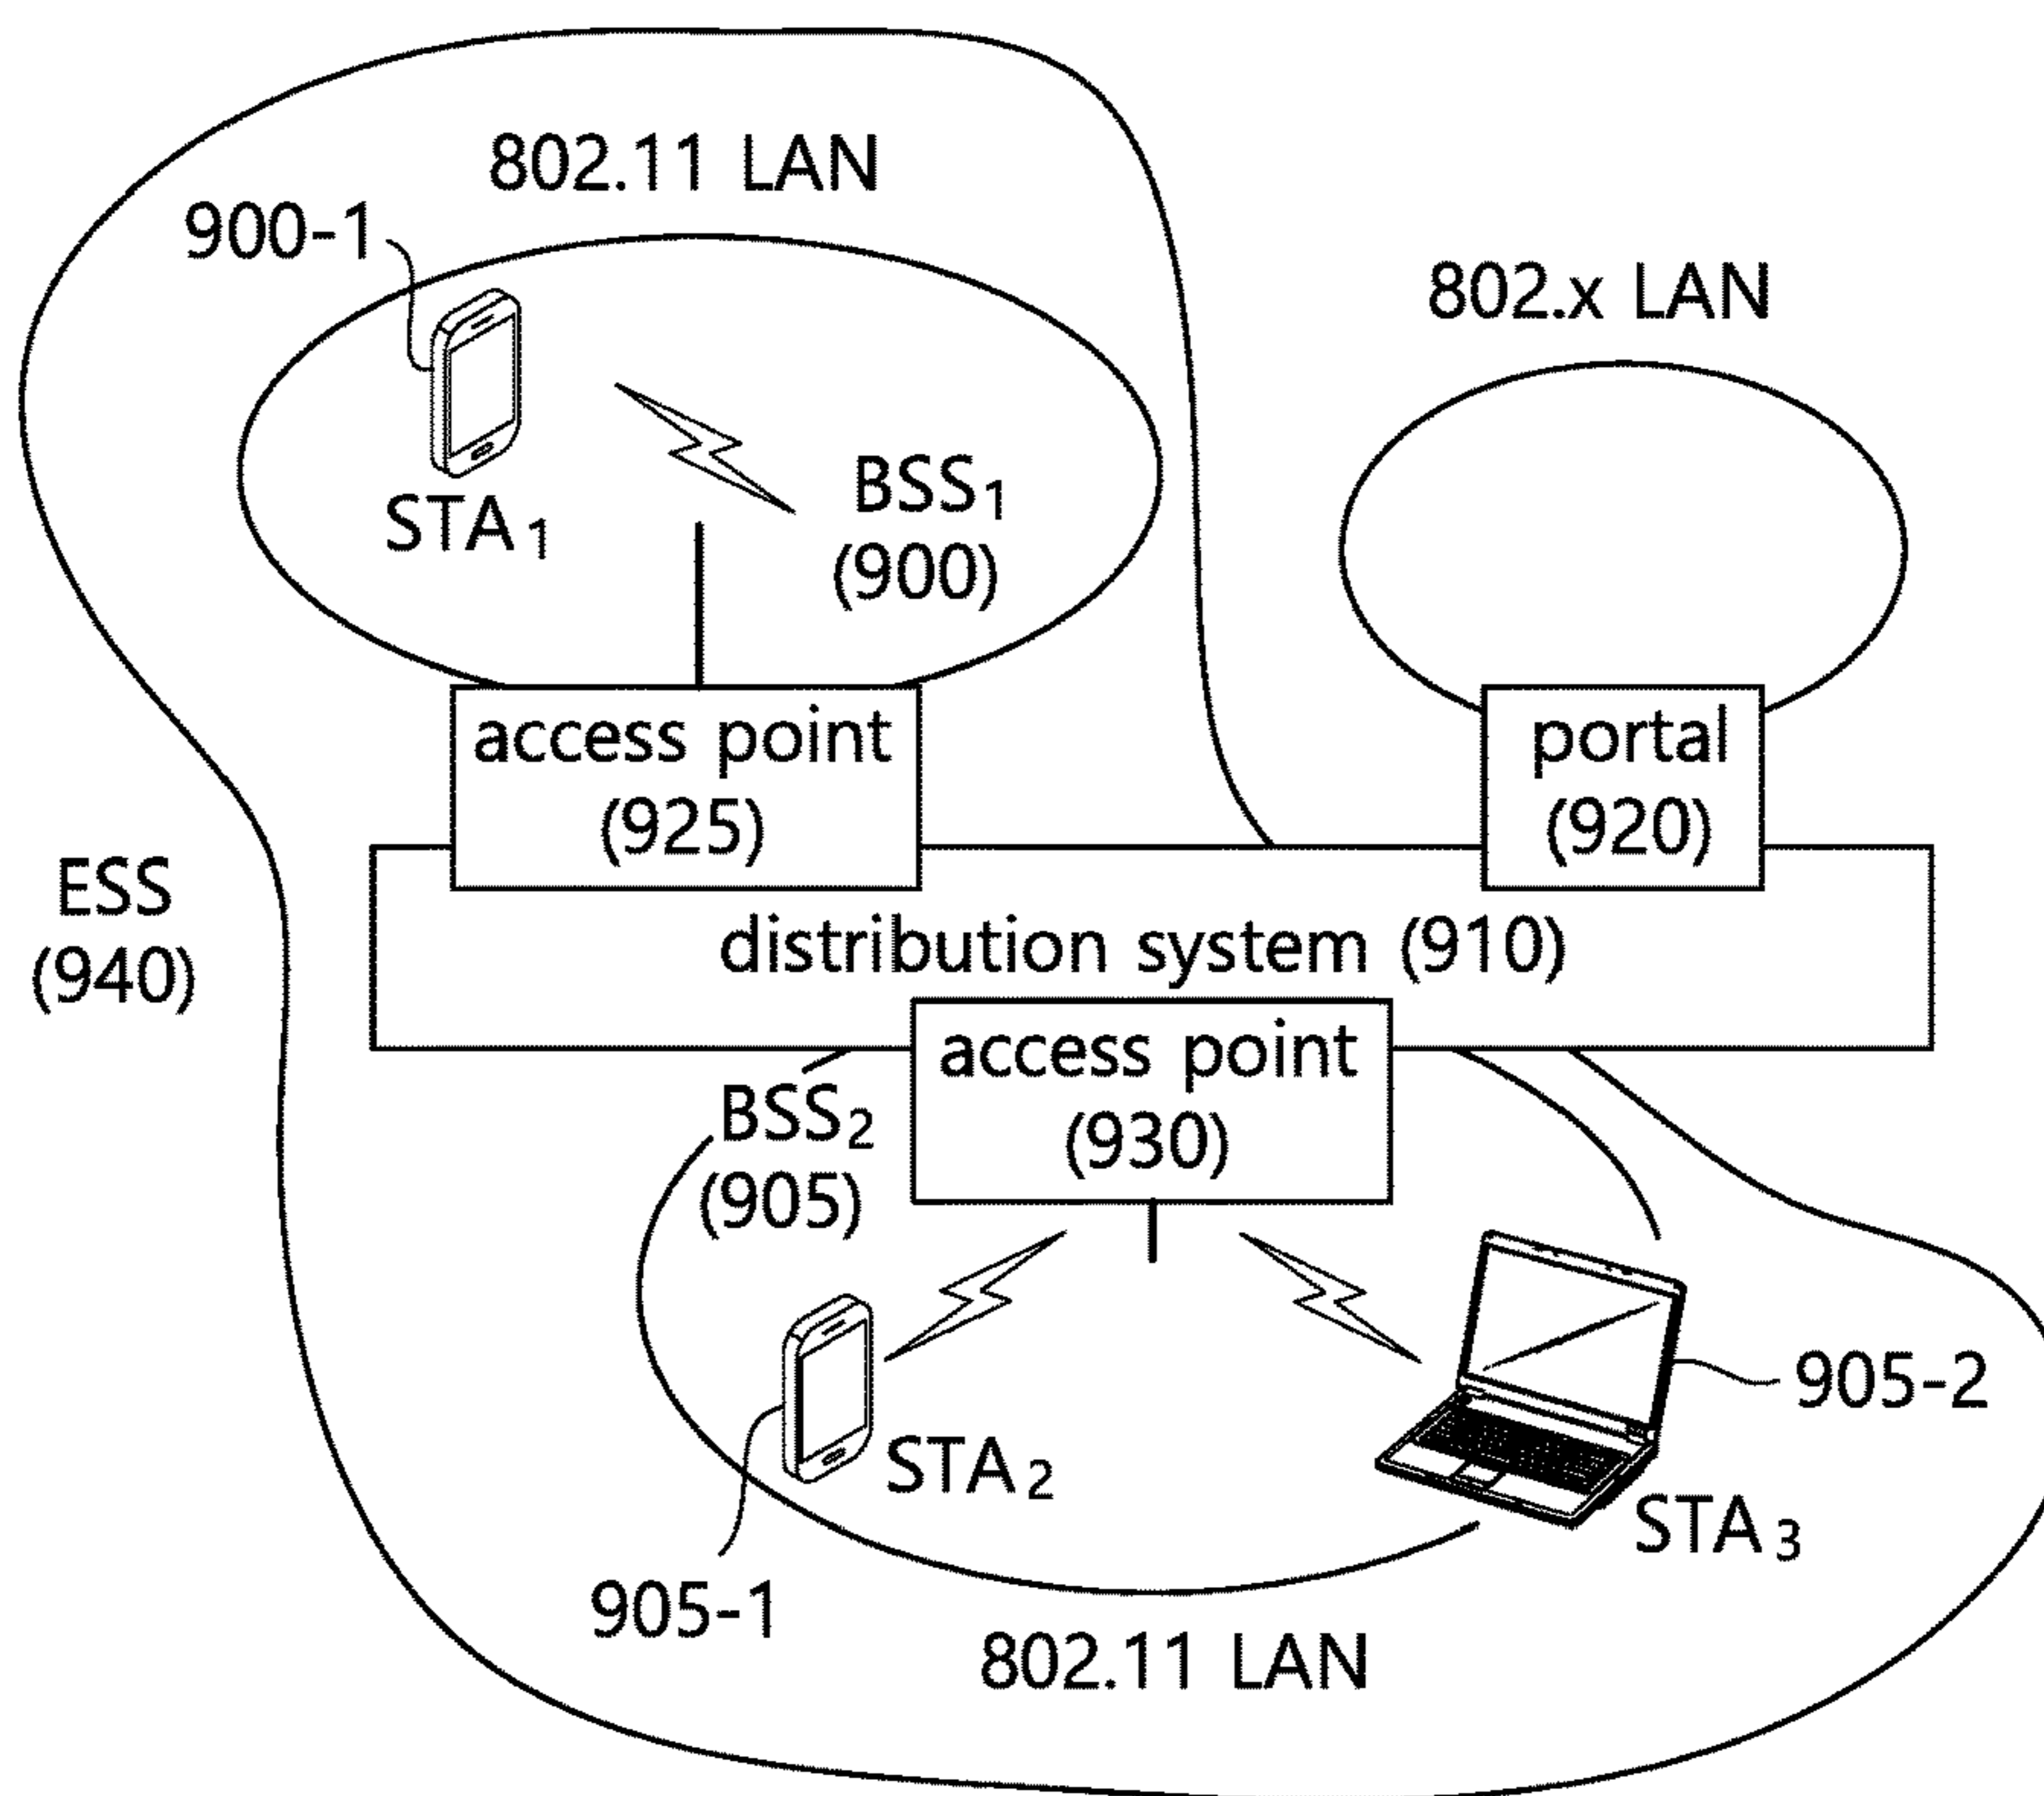 802.11 LAN
900-1
802.x LAN
STA1
BSS1
(900)
access point
(925)
portal
(920)
ESS
(940)
distribution system (910)
access point
(930)
BSS2
(905)
905-2
STA2
STA3
905-1
802.11 LAN